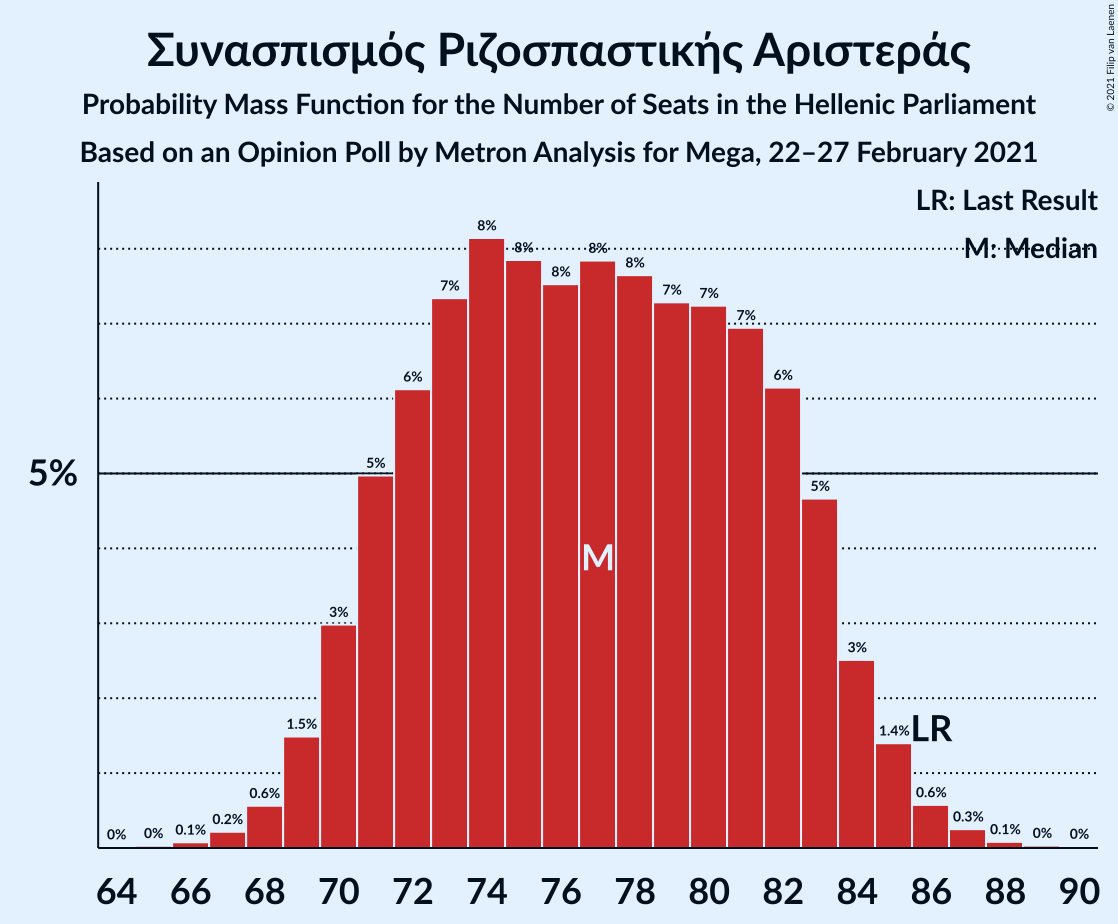 © 2021 Filip van Laenen
Συνασπισμός Ριζοσπαστικής Αριστεράς
Probability Mass Function for the Number of Seats in the Hellenic Parliament
Based on an Opinion Poll by Metron Analysis for Mega, 22–27 February 2021
LR: Last Result
M: Median
5%
0% 0% 0.1% 0.2% 0.6% 1.5% 3% 5% 6% 7% 8% 8% 8% 8% 8% 7% 7% 7% 6% 5% 3% 1.4% 0.6% 0.3% 0.1% 0% 0%
M
LR
64 66 68 70 72 74 76 78 80 82 84 86 88 90